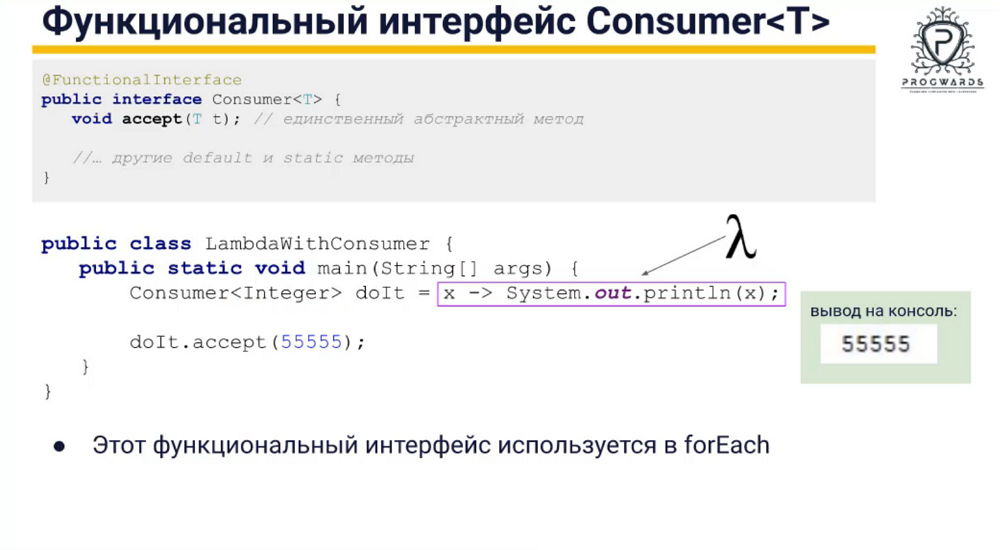 Функциональный интерфейс Consumer<T>
PROGWARDS
@FunctionalInterface
public interface Consumer<T> {
void accept(T t); // единственный абстрактный метод
//… другие default и static методы
}
λ
public class LambdaWithConsumer {
public static void main(String[] args) {
Consumer<Integer> doIt = x -> System.out.println(x);
doIt.accept(55555);
}
}
вывод на консоль:
55555
● Этот функциональный интерфейс используется в forEach